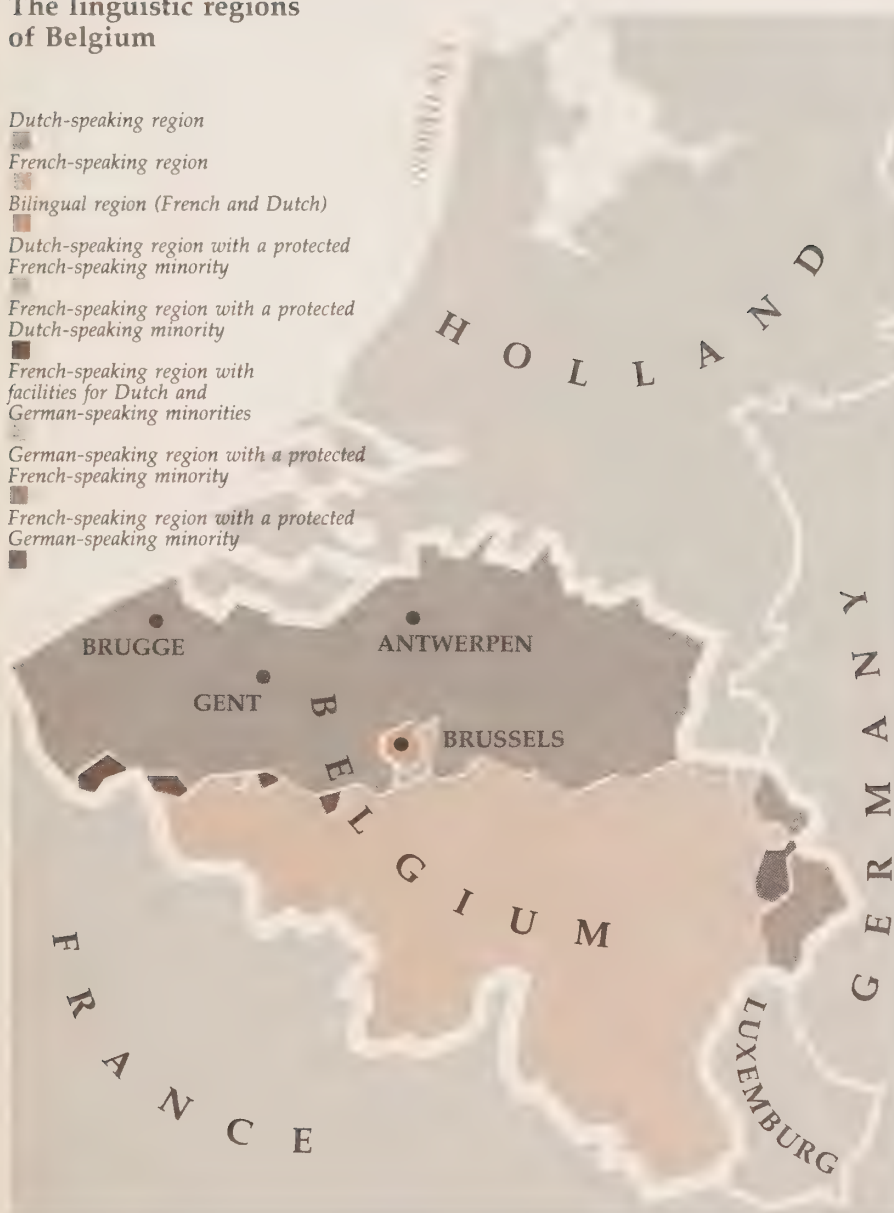 The linguistic regions
of Belgium
Dutch-speaking region
French-speaking region
Bilingual region (French and Dutch)
Dutch-speaking region with a protected
French-speaking minority
French-speaking region with a protected
Dutch-speaking minority
French-speaking region with
facilities for Dutch and
German-speaking minorities
German-speaking region with a protected
French-speaking minority
French-speaking region with a protected
German-speaking minority
HOLLAND
GERMANY
BRUGGE
ANTWERPEN
GENT
BRUSSELS
BELGIUM
FRANCE
LUXEMBURG